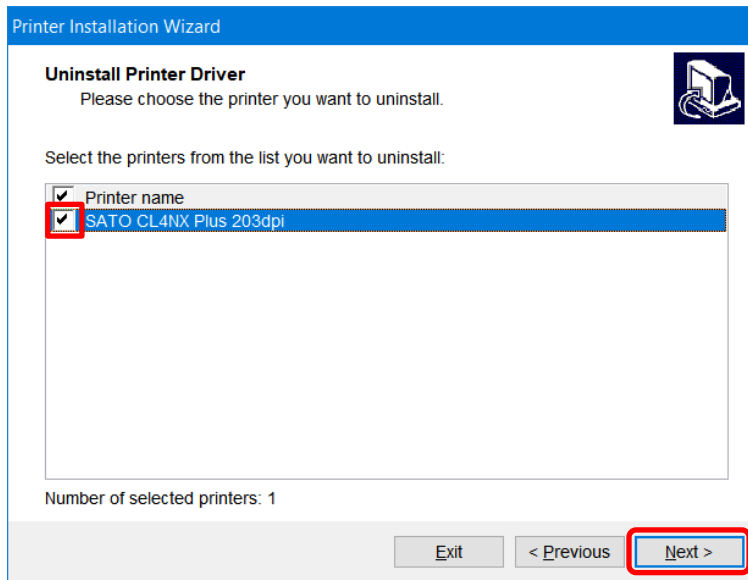 Printer Installation Wizard
Uninstall Printer Driver
Please choose the printer you want to uninstall.
Select the printers from the list you want to uninstall:
Printer name
SATO CL4NX Plus 203dpi
Number of selected printers: 1
Exit < Previous Next >